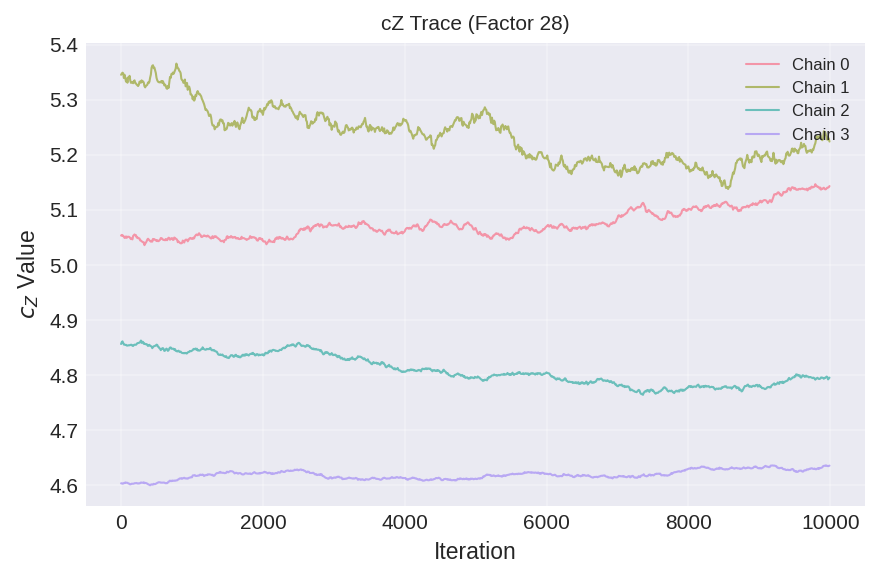 cZ Trace (Factor 28)
5.4
5.3
5.2
5.1
5.0
4.9
4.8
4.7
4.6
cZ Value
Chain 0
Chain 1
Chain 2
Chain 3
0 2000 4000 6000 8000 10000
Iteration